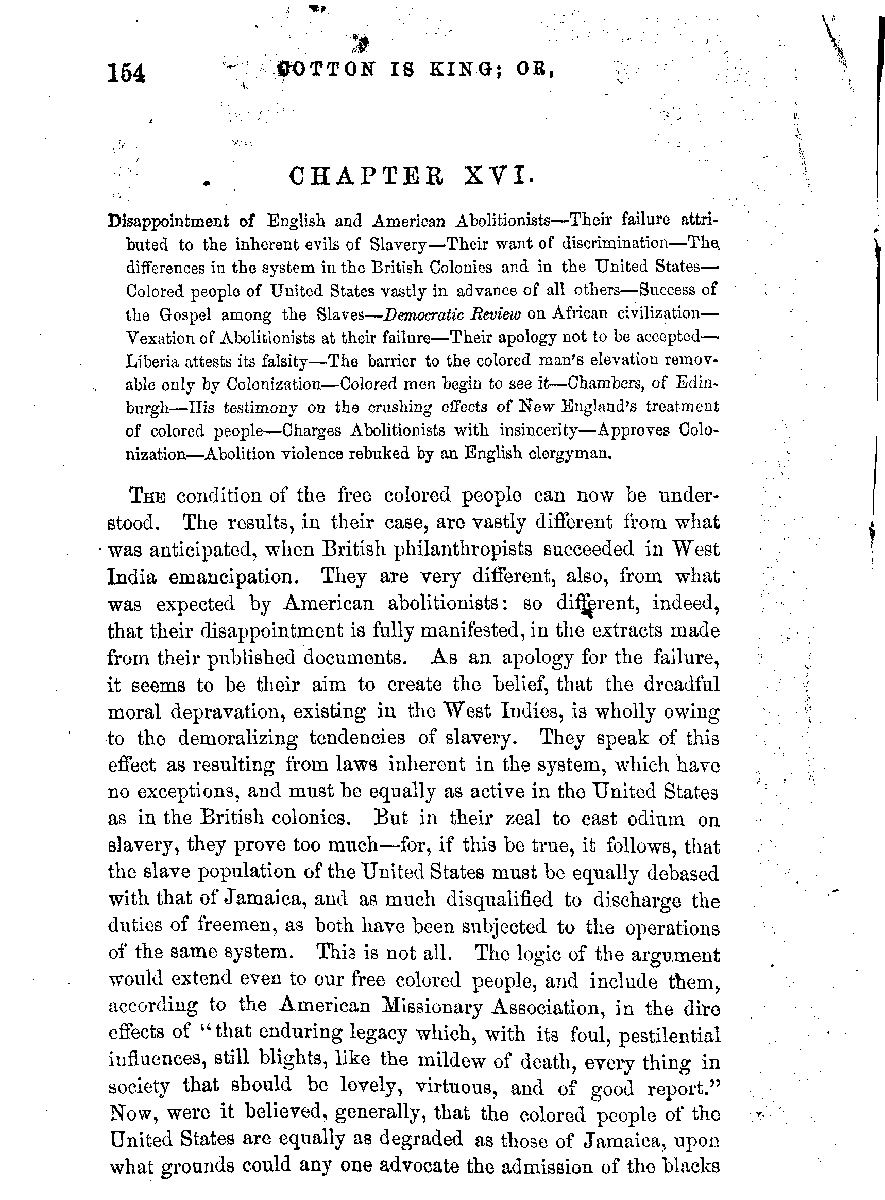 154 COTTON IS KING; OR,
CHAPTER XVI.
Disappointment of English and American Abolitionists—Their failure attri-
buted to the inherent evils of Slavery—Their want of discrimination—The
differences in the system in the British Colonies and in the United States—
Colored people of United States vastly in advance of all others—Success of
the Gospel among the Slaves—Democratic Review on African civilization—
Vexation of Abolitionists at their failure—Their apology not to be accepted—
Liberia attests its falsity—The barrier to the colored man's elevation remov-
able only by Colonization—Colored men begin to see it—Chambers, of Edin-
burgh—His testimony on the crushing effects of New England's treatment
of colored people—Charges Abolitionists with insincerity—Approves Colo-
nization—Abolition violence rebuked by an English clergyman.
THE condition of the free colored people can now be under-
stood. The results, in their case, are vastly different from what
was anticipated, when British philanthropists succeeded in West
India emancipation. They are very different, also, from what
was expected by American abolitionists: so different, indeed,
that their disappointment is fully manifested, in the extracts made
from their published documents. As an apology for the failure,
it seems to be their aim to create the belief, that the dreadful
moral depravation, existing in the West Indies, is wholly owing
to the demoralizing tendencies of slavery. They speak of this
effect as resulting from laws inherent in the system, which have
no exceptions, and must be equally as active in the United States
as in the British colonies. But in their zeal to cast odium on
slavery, they prove too much—for, if this be true, it follows, that
the slave population of the United States must be equally debased
with that of Jamaica, and as much disqualified to discharge the
duties of freemen, as both have been subjected to the operations
of the same system. This is not all. The logic of the argument
would extend even to our free colored people, and include them,
according to the American Missionary Association, in the dire
effects of "that enduring legacy which, with its foul, pestilential
influences, still blights, like the mildew of death, every thing in
society that should be lovely, virtuous, and of good report."
Now, were it believed, generally, that the colored people of the
United States are equally as degraded as those of Jamaica, upon
what grounds could any one advocate the admission of the blacks